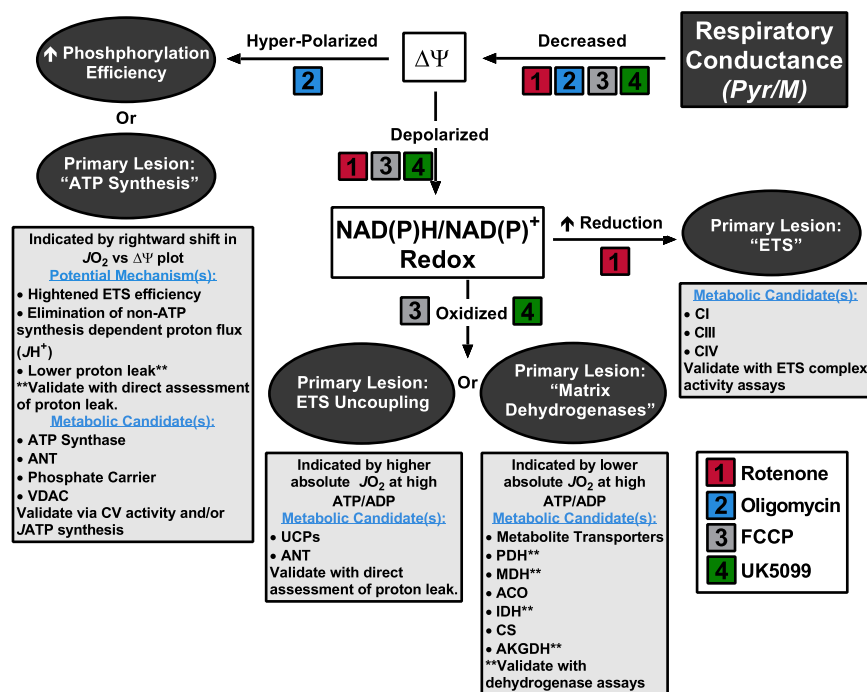 Respiratory
Conductance
(Pyr/M)
Decreased
1 2 3 4
ΔΨ
Hyper-Polarized
2
↑ Phoshphorylation
Efficiency
Or
Primary Lesion:
“ATP Synthesis”
Indicated by rightward shift in
JO₂ vs ΔΨ plot
Potential Mechanism(s):
• Hightened ETS efficiency
• Elimination of non-ATP
synthesis dependent proton flux
(JH⁺)
• Lower proton leak**
**Validate with direct assessment
of proton leak.
Metabolic Candidate(s):
• ATP Synthase
• ANT
• Phosphate Carrier
• VDAC
Validate via CV activity and/or
JATP synthesis
Depolarized
1 3 4
NAD(P)H/NAD(P)⁺
Redox
↑ Reduction
1
Primary Lesion:
“ETS”
Metabolic Candidate(s):
• CI
• CIII
• CIV
Validate with ETS complex
activity assays
3 Oxidized 4
Primary Lesion:
ETS Uncoupling
Or
Primary Lesion:
“Matrix
Dehydrogenases”
Indicated by higher
absolute JO₂ at high
ATP/ADP
Metabolic Candidate(s):
• UCPs
• ANT
Validate with direct
assessment of proton leak.
Indicated by lower
absolute JO₂ at high
ATP/ADP
Metabolic Candidate(s):
• Metabolite Transporters
• PDH**
• MDH**
• ACO
• IDH**
• CS
• AKGDH**
**Validate with
dehydrogenase assays
1 Rotenone
2 Oligomycin
3 FCCP
4 UK5099